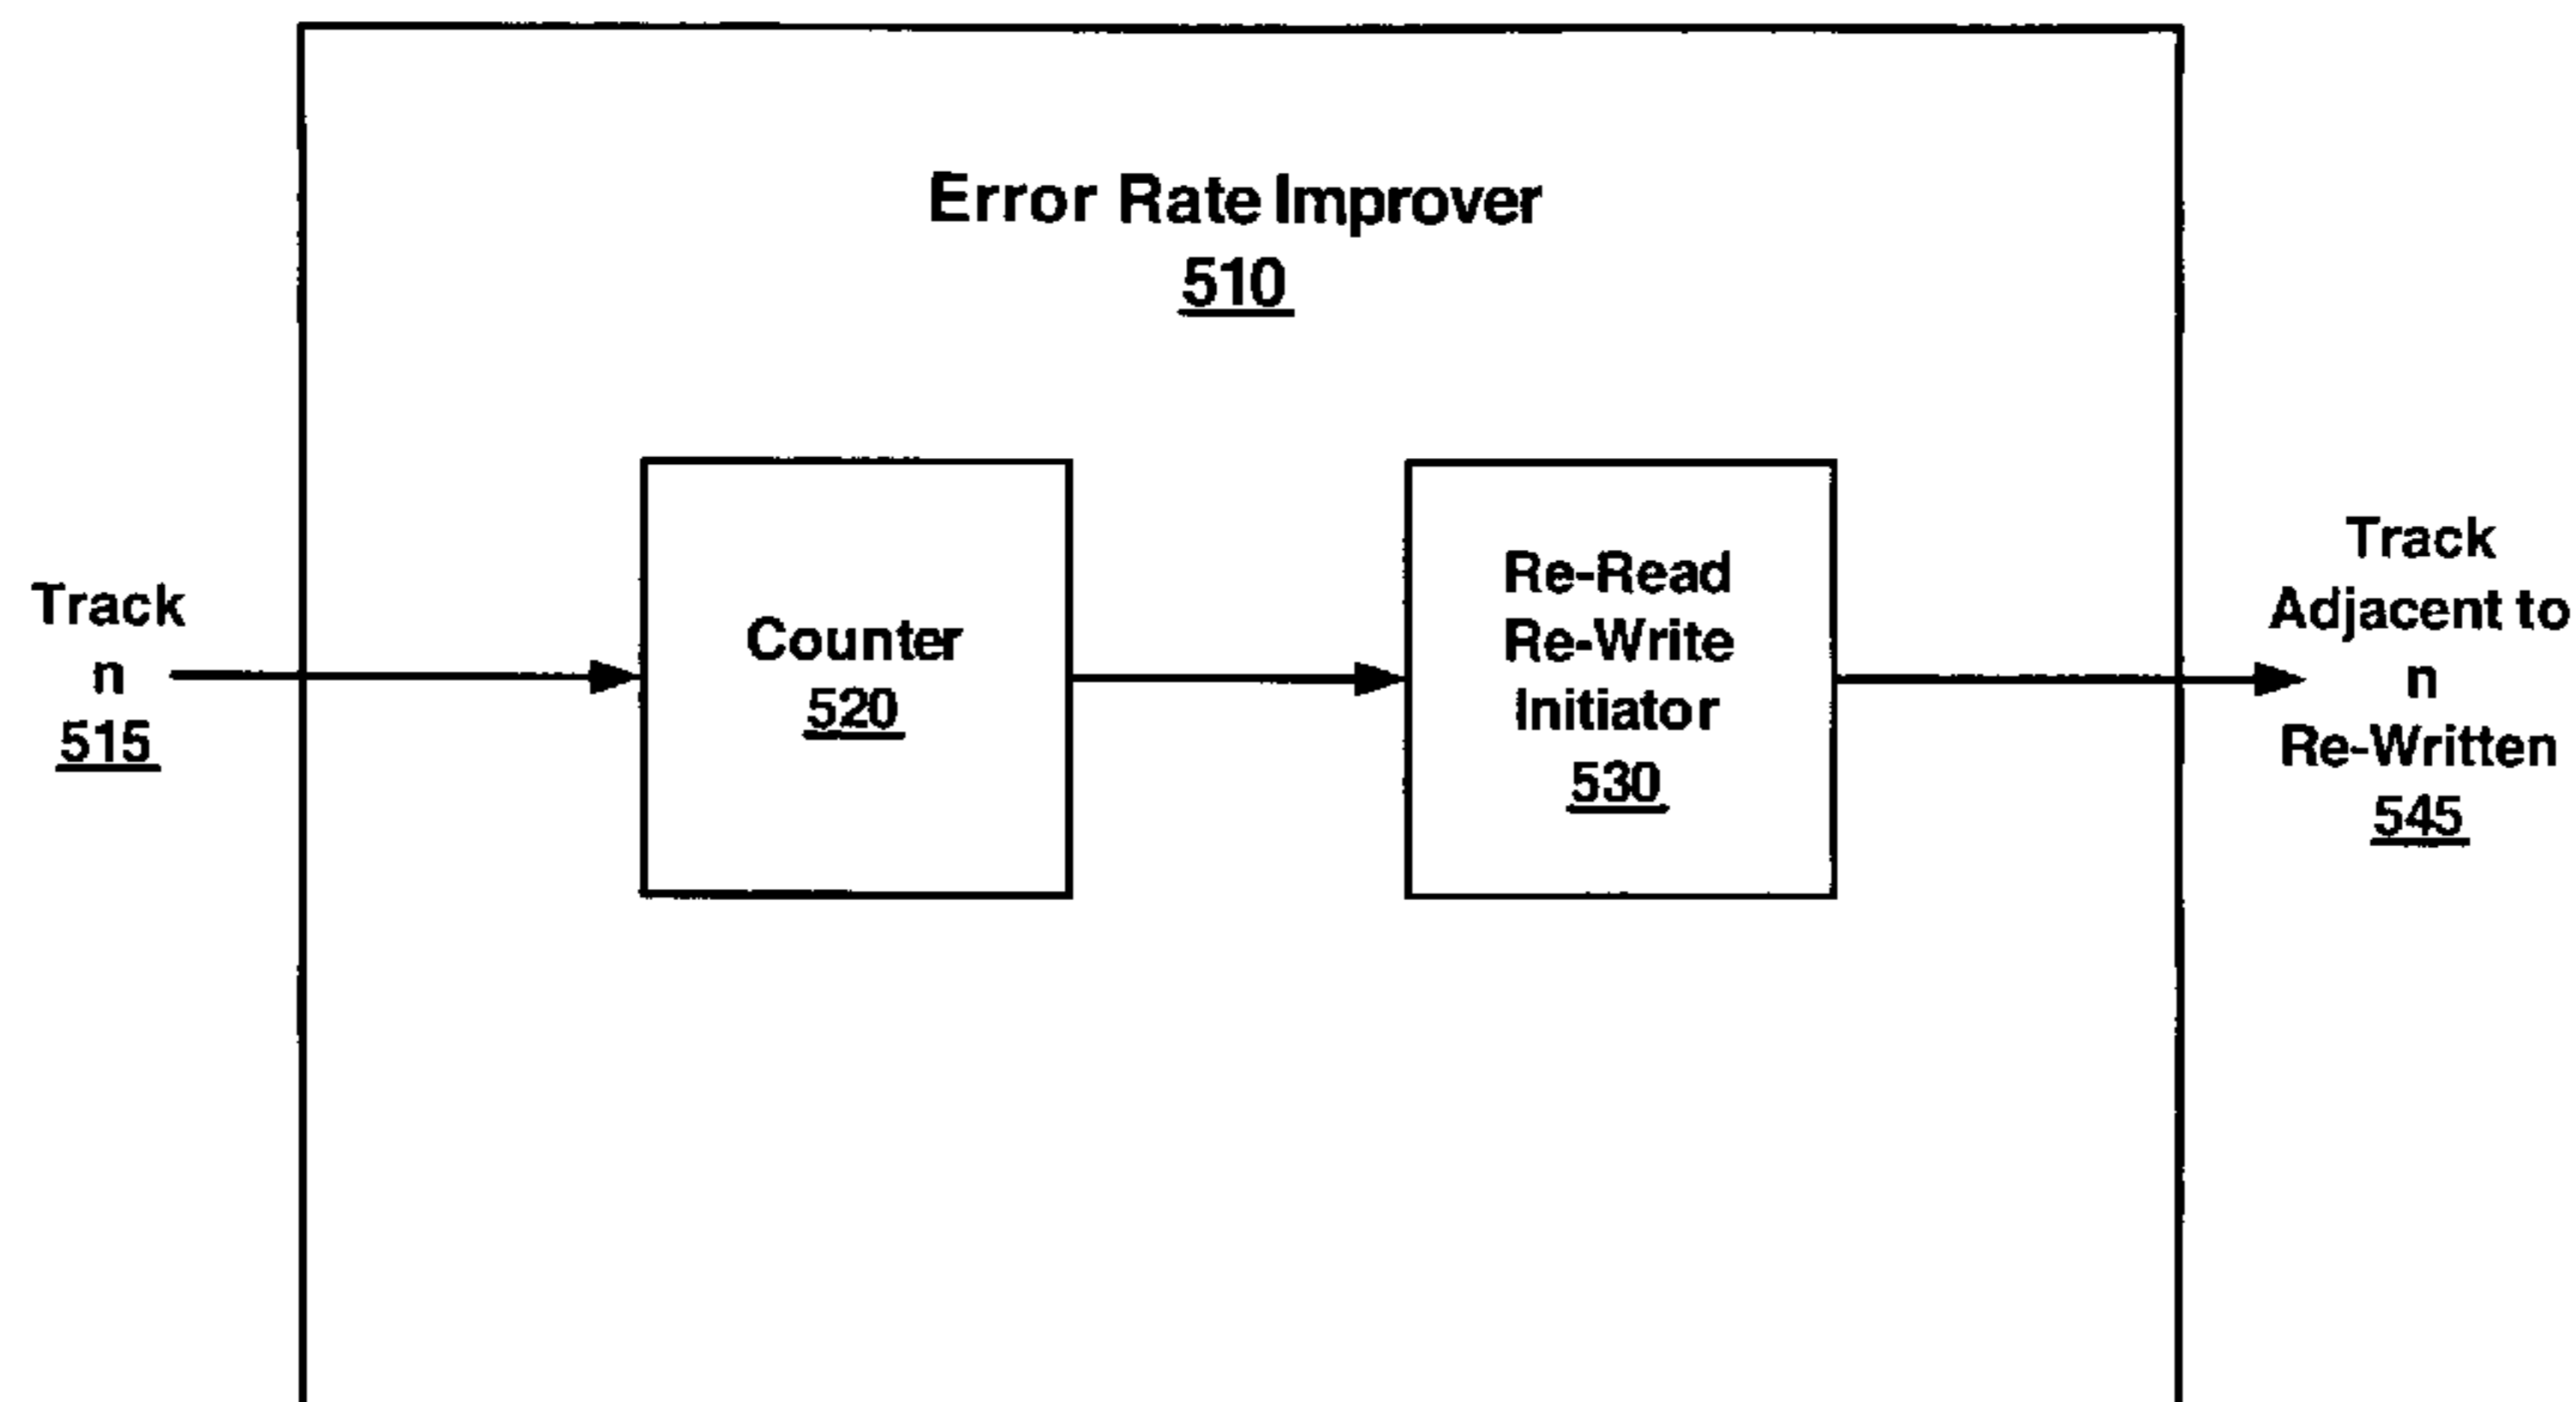 Error Rate Improver
510
Track
n
515
Counter
520
Re-Read
Re-Write
Initiator
530
Track
Adjacent to
n
Re-Written
545